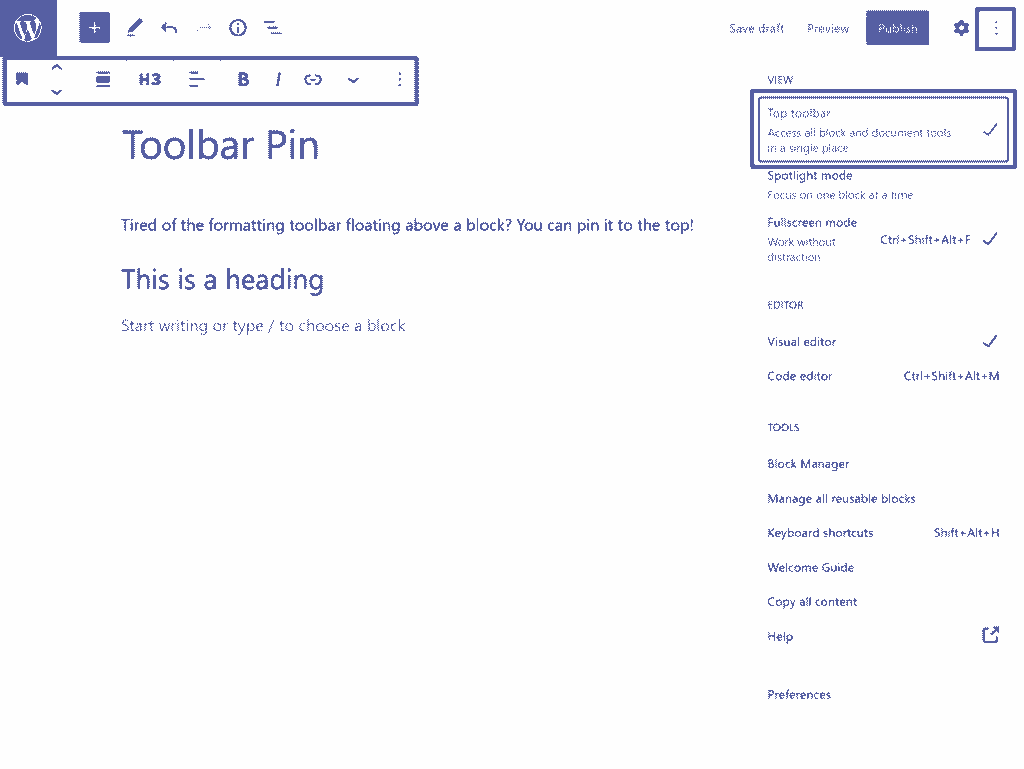 Save draft Preview Publish
H3 B I
VIEW
Top toolbar
Access all block and document tools
in a single place
Spotlight mode
Focus on one block at a time
Fullscreen mode
Work without Ctrl+Shift+Alt+F
distraction
Toolbar Pin
Tired of the formatting toolbar floating above a block? You can pin it to the top!
This is a heading
Start writing or type / to choose a block
EDITOR
Visual editor
Code editor Ctrl+Shift+Alt+M
TOOLS
Block Manager
Manage all reusable blocks
Keyboard shortcuts Shift+Alt+H
Welcome Guide
Copy all content
Help
Preferences